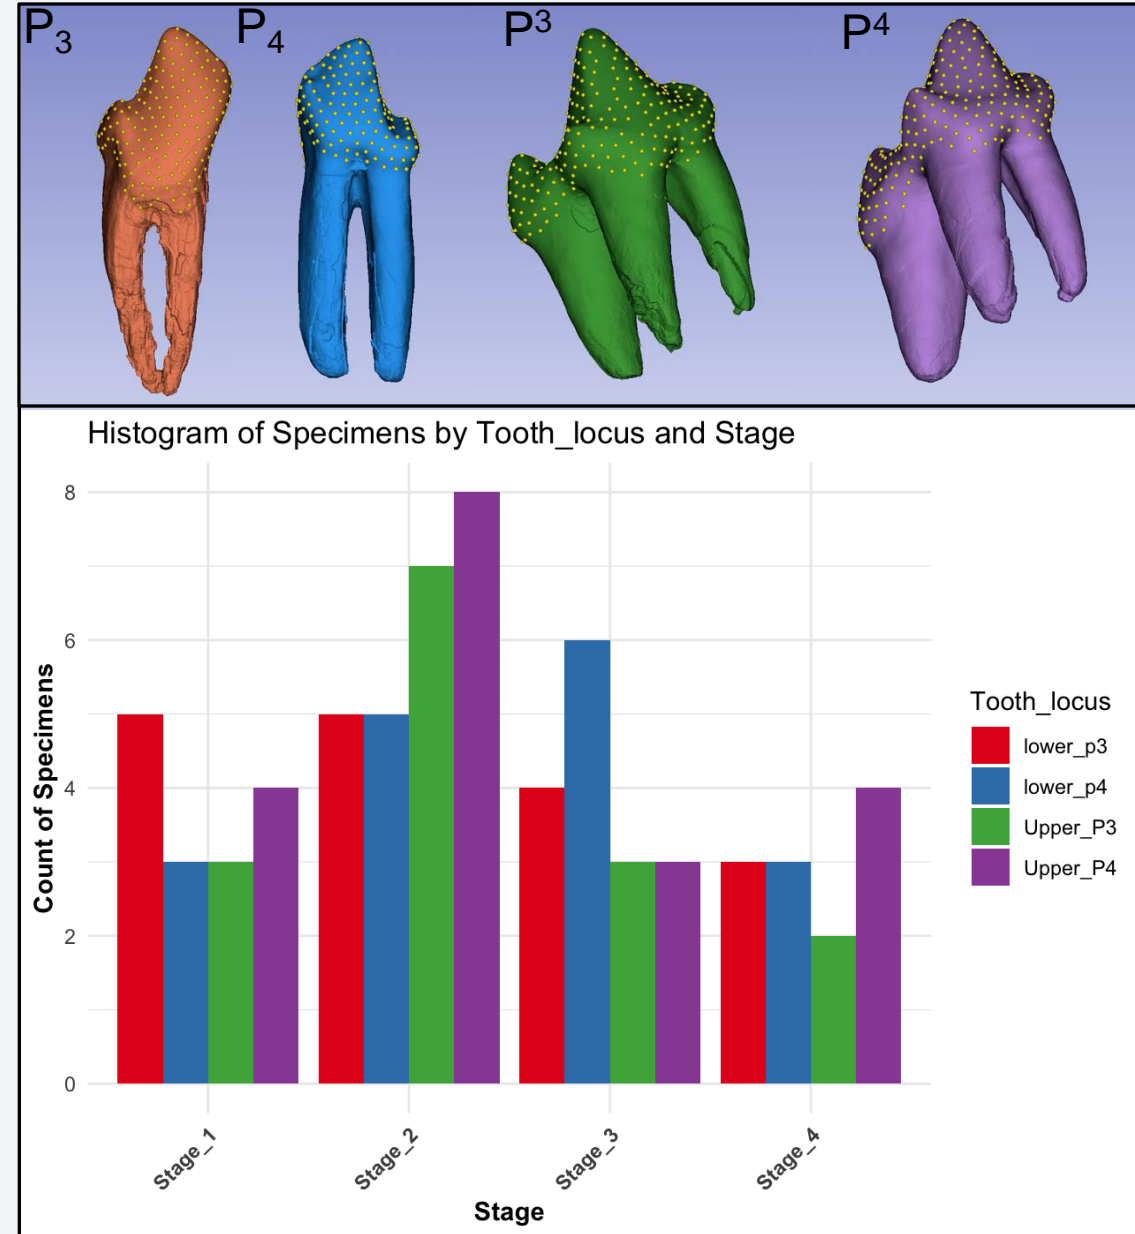 P₃ P₄ P³ P⁴
Histogram of Specimens by Tooth_locus and Stage
Count of Specimens
8
6
4
2
0
Stage_1 Stage_2 Stage_3 Stage_4
Stage
Tooth_locus
lower_p3
lower_p4
Upper_P3
Upper_P4